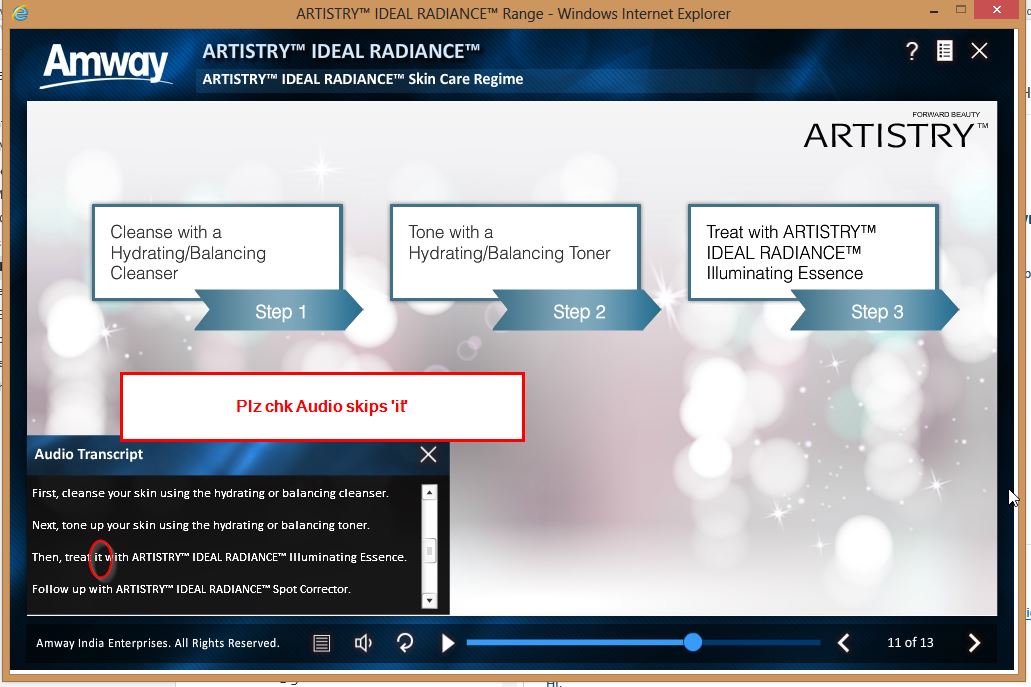 ARTISTRY™ IDEAL RADIANCE™ Range - Windows Internet Explorer
Amway
ARTISTRY™ IDEAL RADIANCE™
ARTISTRY™ IDEAL RADIANCE™ Skin Care Regime
?
FORWARD BEAUTY
ARTISTRY™
Cleanse with a
Hydrating/Balancing
Cleanser
Step 1
Tone with a
Hydrating/Balancing Toner
Step 2
Treat with ARTISTRY™
IDEAL RADIANCE™
Illuminating Essence
Step 3
Plz chk Audio skips 'it'
Audio Transcript
First, cleanse your skin using the hydrating or balancing cleanser.
Next, tone up your skin using the hydrating or balancing toner.
Then, treat it with ARTISTRY™ IDEAL RADIANCE™ Illuminating Essence.
Follow up with ARTISTRY™ IDEAL RADIANCE™ Spot Corrector.
Amway India Enterprises. All Rights Reserved.
11 of 13